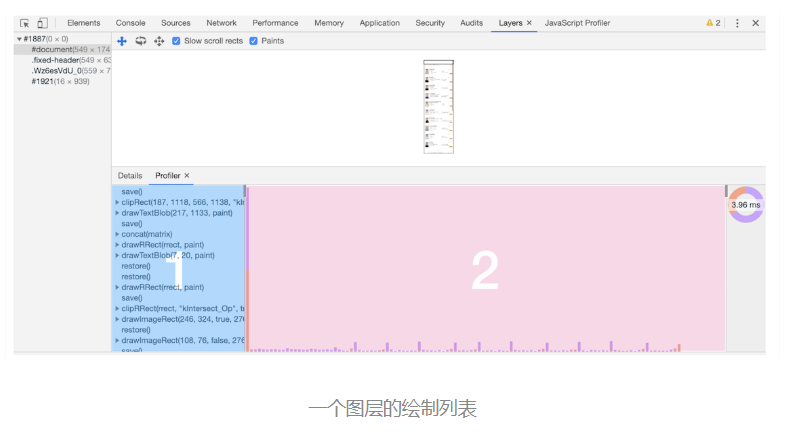 Elements Console Sources Network Performance Memory Application Security Audits Layers × JavaScript Profiler 2
#1887(0 × 0)
#document(549 × 174
.fixed-header(549 × 63
.Wz6esVdU_0(559 × 7
#1921(16 × 939)
Slow scroll rects Paints
Details Profiler ×
save()
clipRect(187, 1118, 566, 1138, "kIn
drawTextBlob(217, 1133, paint)
save()
concat(matrix)
drawRRect(rrect, paint)
drawTextBlob(7, 20, paint)
restore()
restore()
drawRRect(rrect, paint)
save()
clipRRect(rrect, "kIntersect_Op", tr
drawImageRect(246, 324, true, 276
restore()
drawImageRect(108, 76, false, 276
save()
1
2
3.96 ms
一个图层的绘制列表